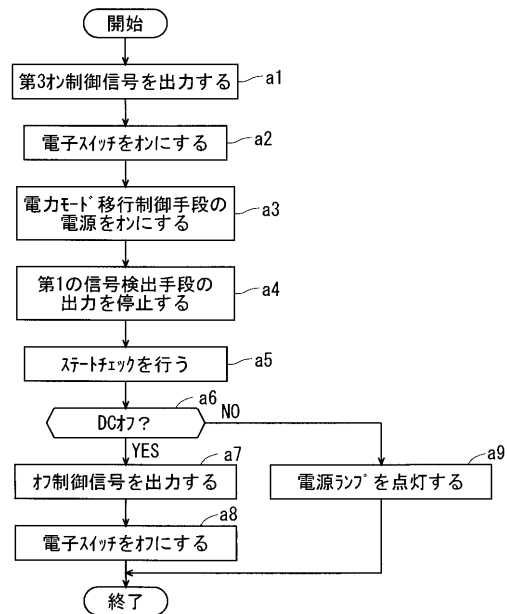 開始
第3ｵﾝ制御信号を出力する
a1
電子ｽｲｯﾁをｵﾝにする
a2
電力ﾓｰﾄﾞ移行制御手段の
電源をｵﾝにする
a3
第1の信号検出手段の
出力を停止する
a4
ｽﾃｰﾄﾁｪｯｸを行う
a5
DCｵﾌ？
a6
NO
YES
a7
ｵﾌ制御信号を出力する
a9
電源ﾗﾝﾌﾟを点灯する
a8
電子ｽｲｯﾁをｵﾌにする
終了